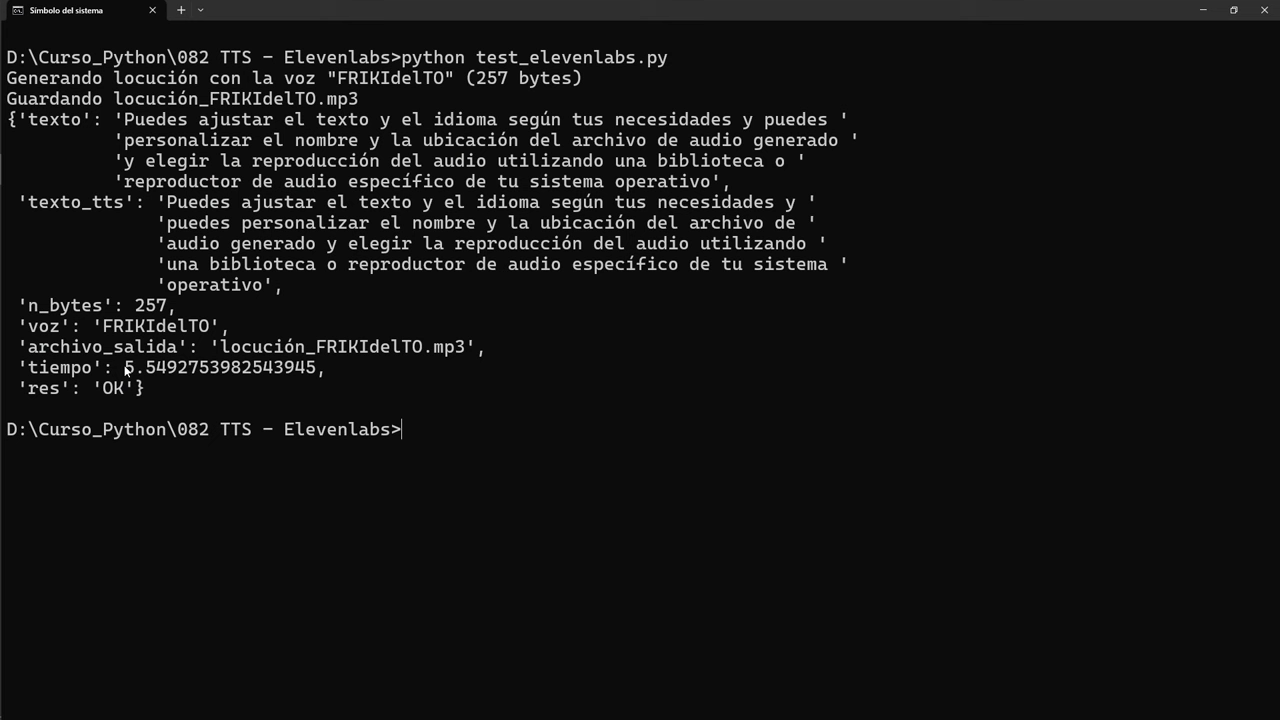 Símbolo del sistema
D:\Curso_Python\082 TTS - Elevenlabs>python test_elevenlabs.py
Generando locución con la voz "FRIKIdelTO" (257 bytes)
Guardando locución_FRIKIdelTO.mp3
{'texto': 'Puedes ajustar el texto y el idioma según tus necesidades y puedes '
'personalizar el nombre y la ubicación del archivo de audio generado '
'y elegir la reproducción del audio utilizando una biblioteca o '
'reproductor de audio específico de tu sistema operativo',
'texto_tts': 'Puedes ajustar el texto y el idioma según tus necesidades y '
'puedes personalizar el nombre y la ubicación del archivo de '
'audio generado y elegir la reproducción del audio utilizando '
'una biblioteca o reproductor de audio específico de tu sistema '
'operativo',
'n_bytes': 257,
'voz': 'FRIKIdelTO',
'archivo_salida': 'locución_FRIKIdelTO.mp3',
'tiempo': 5.5492753982543945,
'res': 'OK'}
D:\Curso_Python\082 TTS - Elevenlabs>